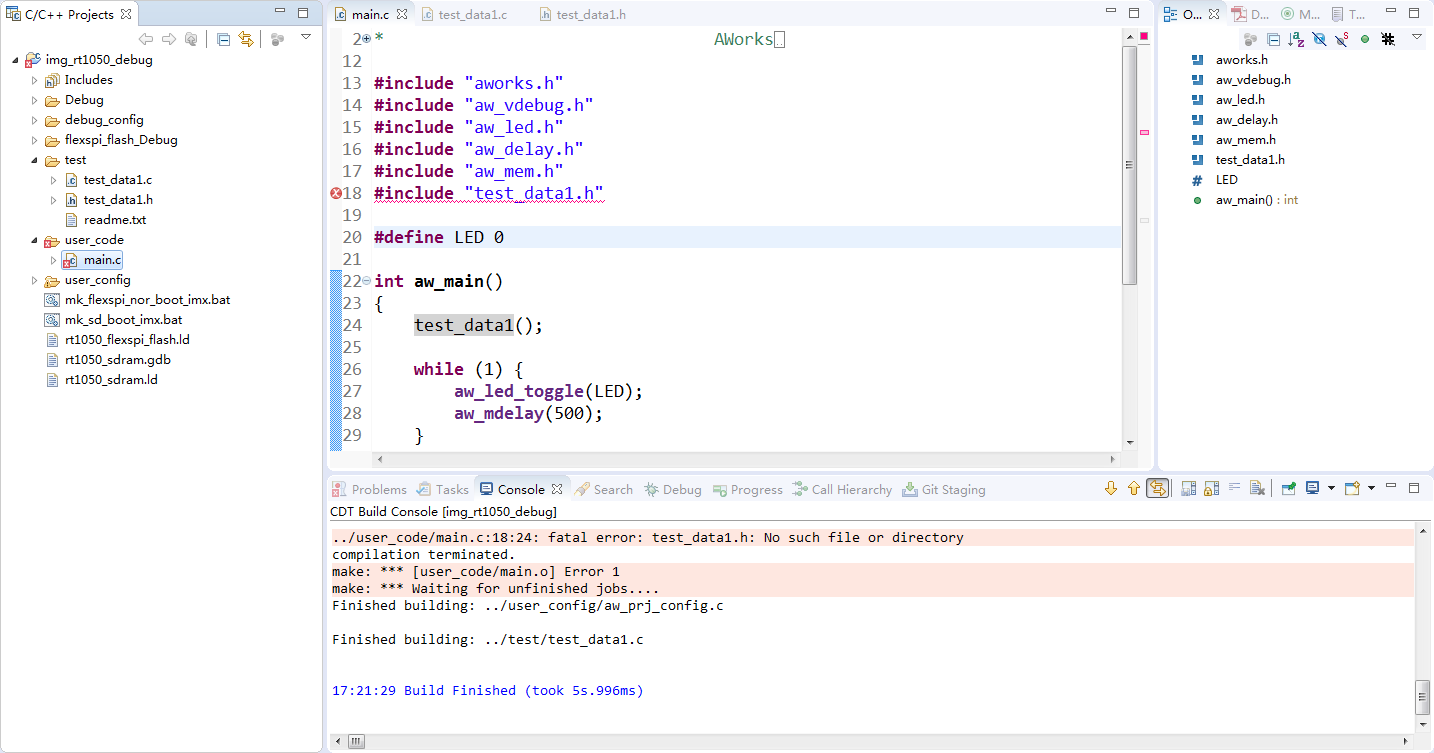 C/C++ Projects
img_rt1050_debug
Includes
Debug
debug_config
flexspi_flash_Debug
test
test_data1.c
test_data1.h
readme.txt
user_code
main.c
user_config
mk_flexspi_nor_boot_imx.bat
mk_sd_boot_imx.bat
rt1050_flexspi_flash.ld
rt1050_sdram.gdb
rt1050_sdram.ld
main.c test_data1.c test_data1.h
2 * AWorks
12
13 #include "aworks.h"
14 #include "aw_vdebug.h"
15 #include "aw_led.h"
16 #include "aw_delay.h"
17 #include "aw_mem.h"
18 #include "test_data1.h"
19
20 #define LED 0
21
22 int aw_main()
23 {
24 test_data1();
25
26 while (1) {
27 aw_led_toggle(LED);
28 aw_mdelay(500);
29 }
O... D... M... T...
aworks.h
aw_vdebug.h
aw_led.h
aw_delay.h
aw_mem.h
test_data1.h
# LED
aw_main() : int
Problems Tasks Console Search Debug Progress Call Hierarchy Git Staging
CDT Build Console [img_rt1050_debug]
../user_code/main.c:18:24: fatal error: test_data1.h: No such file or directory
compilation terminated.
make: *** [user_code/main.o] Error 1
make: *** Waiting for unfinished jobs....
Finished building: ../user_config/aw_prj_config.c
Finished building: ../test/test_data1.c
17:21:29 Build Finished (took 5s.996ms)